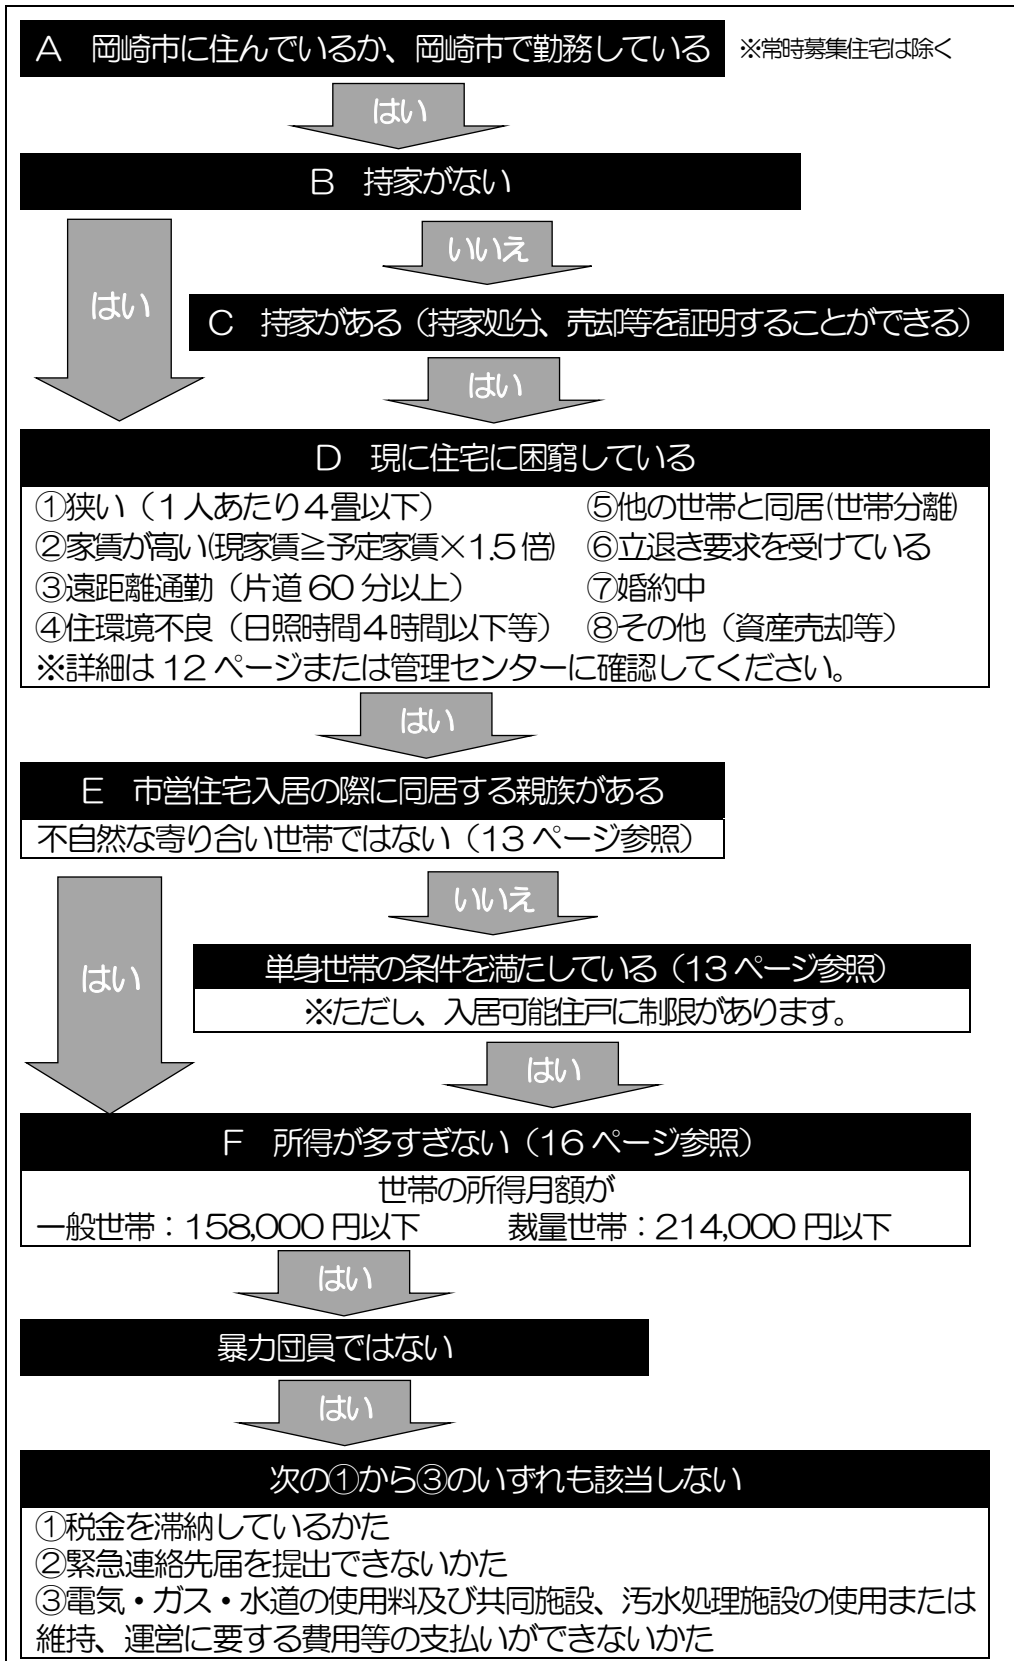 A　岡崎市に住んでいるか、岡崎市で勤務している
※常時募集住宅は除く
はい
B　持家がない
いいえ
はい
C　持家がある（持家処分、売却等を証明することができる）
はい
D　現に住宅に困窮している
①狭い（１人あたり４畳以下）
⑤他の世帯と同居(世帯分離)
②家賃が高い(現家賃≧予定家賃×1.5倍)
⑥立退き要求を受けている
③遠距離通勤（片道60分以上）
⑦婚約中
④住環境不良（日照時間４時間以下等）
⑧その他（資産売却等）
※詳細は12ページまたは管理センターに確認してください。
はい
E　市営住宅入居の際に同居する親族がある
不自然な寄り合い世帯ではない（13ページ参照）
いいえ
はい
単身世帯の条件を満たしている（13ページ参照）
※ただし、入居可能住戸に制限があります。
はい
F　所得が多すぎない（16ページ参照）
世帯の所得月額が
一般世帯：158,000円以下　　裁量世帯：214,000円以下
はい
暴力団員ではない
はい
次の①から③のいずれも該当しない
①税金を滞納しているかた
②緊急連絡先届を提出できないかた
③電気・ガス・水道の使用料及び共同施設、汚水処理施設の使用または
維持、運営に要する費用等の支払いができないかた